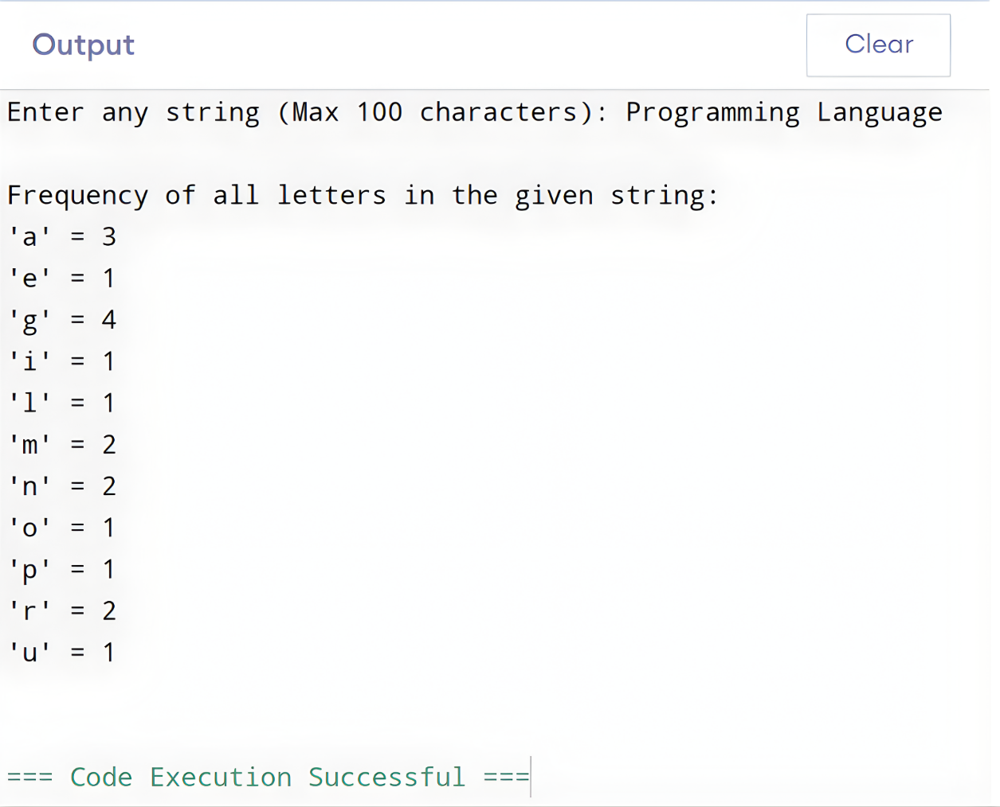 Output
Clear
Enter any string (Max 100 characters): Programming Language
Frequency of all letters in the given string:
'a' = 3
'e' = 1
'g' = 4
'i' = 1
'l' = 1
'm' = 2
'n' = 2
'o' = 1
'p' = 1
'r' = 2
'u' = 1
=== Code Execution Successful ===